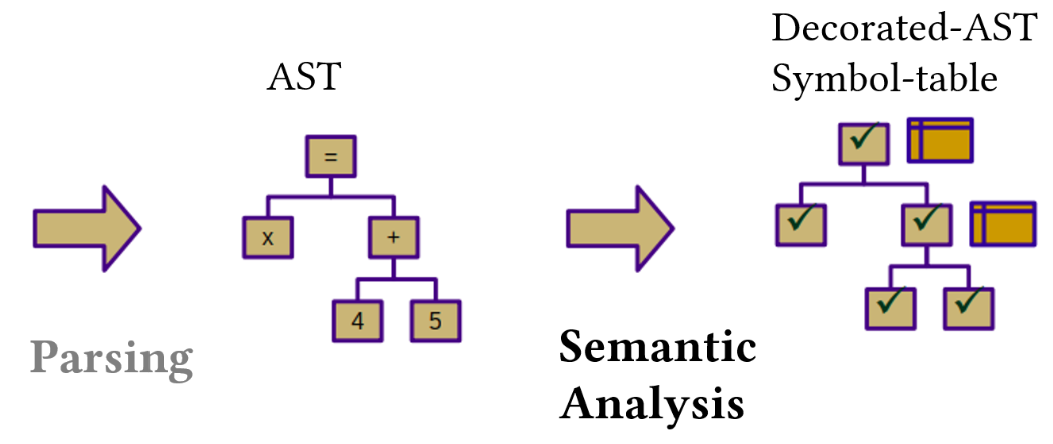 Decorated-AST
Symbol-table
AST
=
x
+
4
5
Parsing
Semantic
Analysis